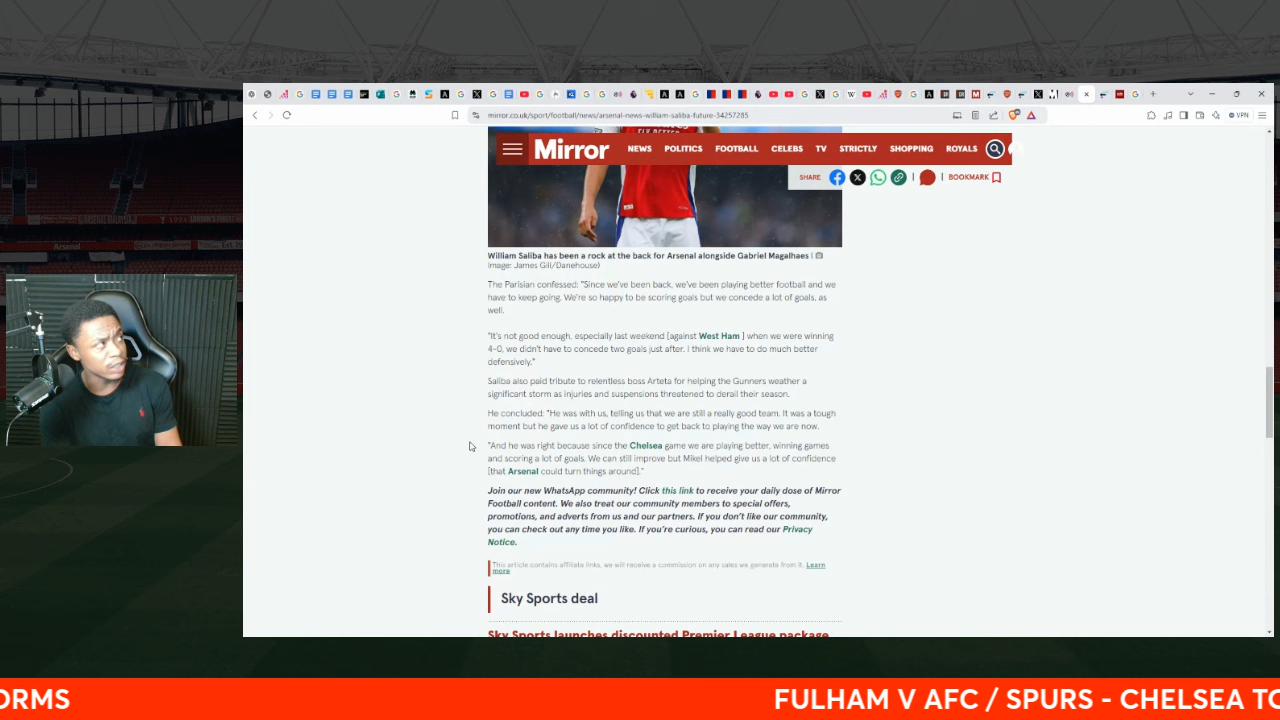 mirror.co.uk/sport/football/news/arsenal-news-william-saliba-future-34257285
VPN
Mirror
NEWS POLITICS FOOTBALL CELEBS TV STRICTLY SHOPPING ROYALS
SHARE
BOOKMARK
William Saliba has been a rock at the back for Arsenal alongside Gabriel Magalhaes |
Image: James Gill/Danehouse)
The Parisian confessed: "Since we've been back, we've been playing better football and we
have to keep going. We're so happy to be scoring goals but we concede a lot of goals, as
well.
"It's not good enough, especially last weekend [against West Ham ] when we were winning
4-0, we didn't have to concede two goals just after. I think we have to do much better
defensively."
Saliba also paid tribute to relentless boss Arteta for helping the Gunners weather a
significant storm as injuries and suspensions threatened to derail their season.
He concluded: "He was with us, telling us that we are still a really good team. It was a tough
moment but he gave us a lot of confidence to get back to playing the way we are now.
"And he was right because since the Chelsea game we are playing better, winning games
and scoring a lot of goals. We can still improve but Mikel helped give us a lot of confidence
[that Arsenal could turn things around]."
Join our new WhatsApp community! Click this link to receive your daily dose of Mirror
Football content. We also treat our community members to special offers,
promotions, and adverts from us and our partners. If you don't like our community,
you can check out any time you like. If you're curious, you can read our Privacy
Notice.
This article contains affiliate links, we will receive a commission on any sales we generate from it. Learn
more
Sky Sports deal
Sky Sports launches discounted Premier League package
ORMS
FULHAM V AFC / SPURS - CHELSEA TO